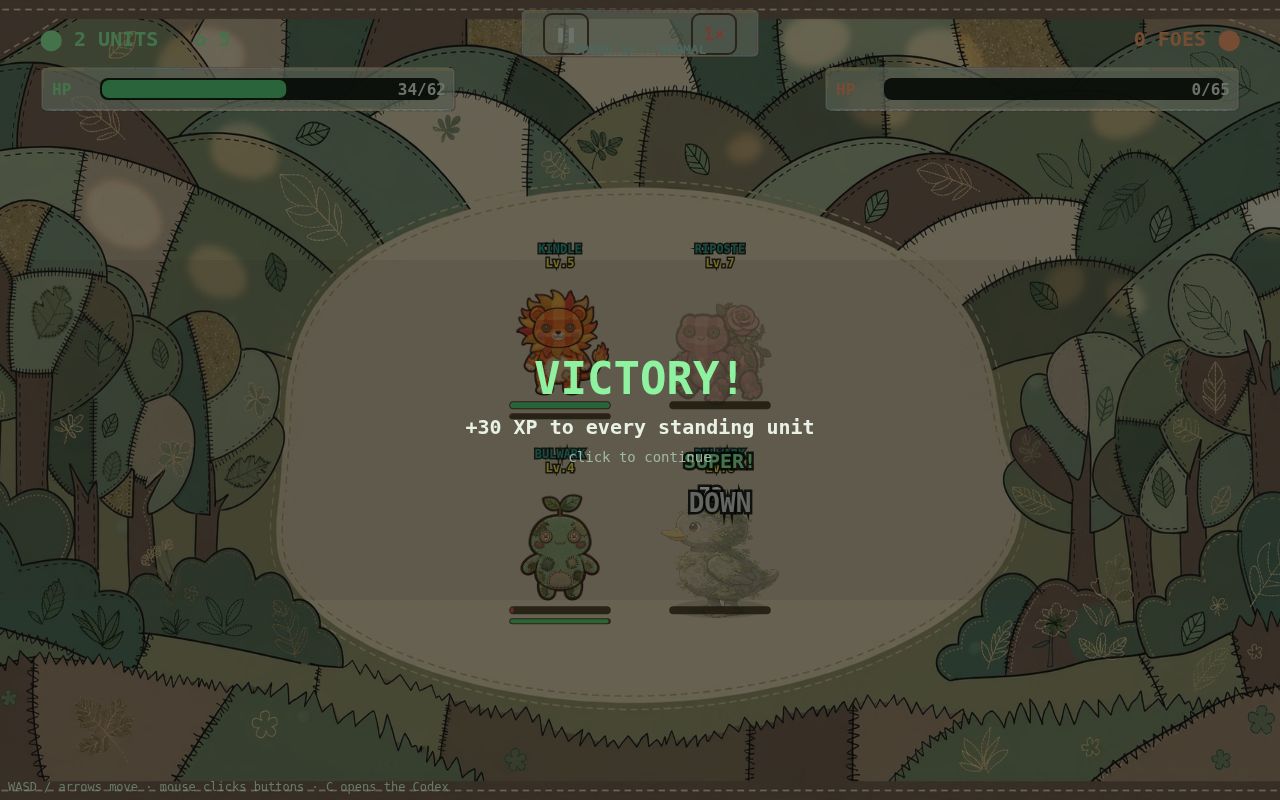 2 UNITS
0 FOES
1×
HP
34/62
HP
0/65
KINDLE
Lv.5
RIPOSTE
Lv.7
VICTORY!
+30 XP to every standing unit
click to continue
BULWARK
Lv.4
SUPER!
DOWN
WASD / arrows move · mouse clicks buttons · C opens the Codex